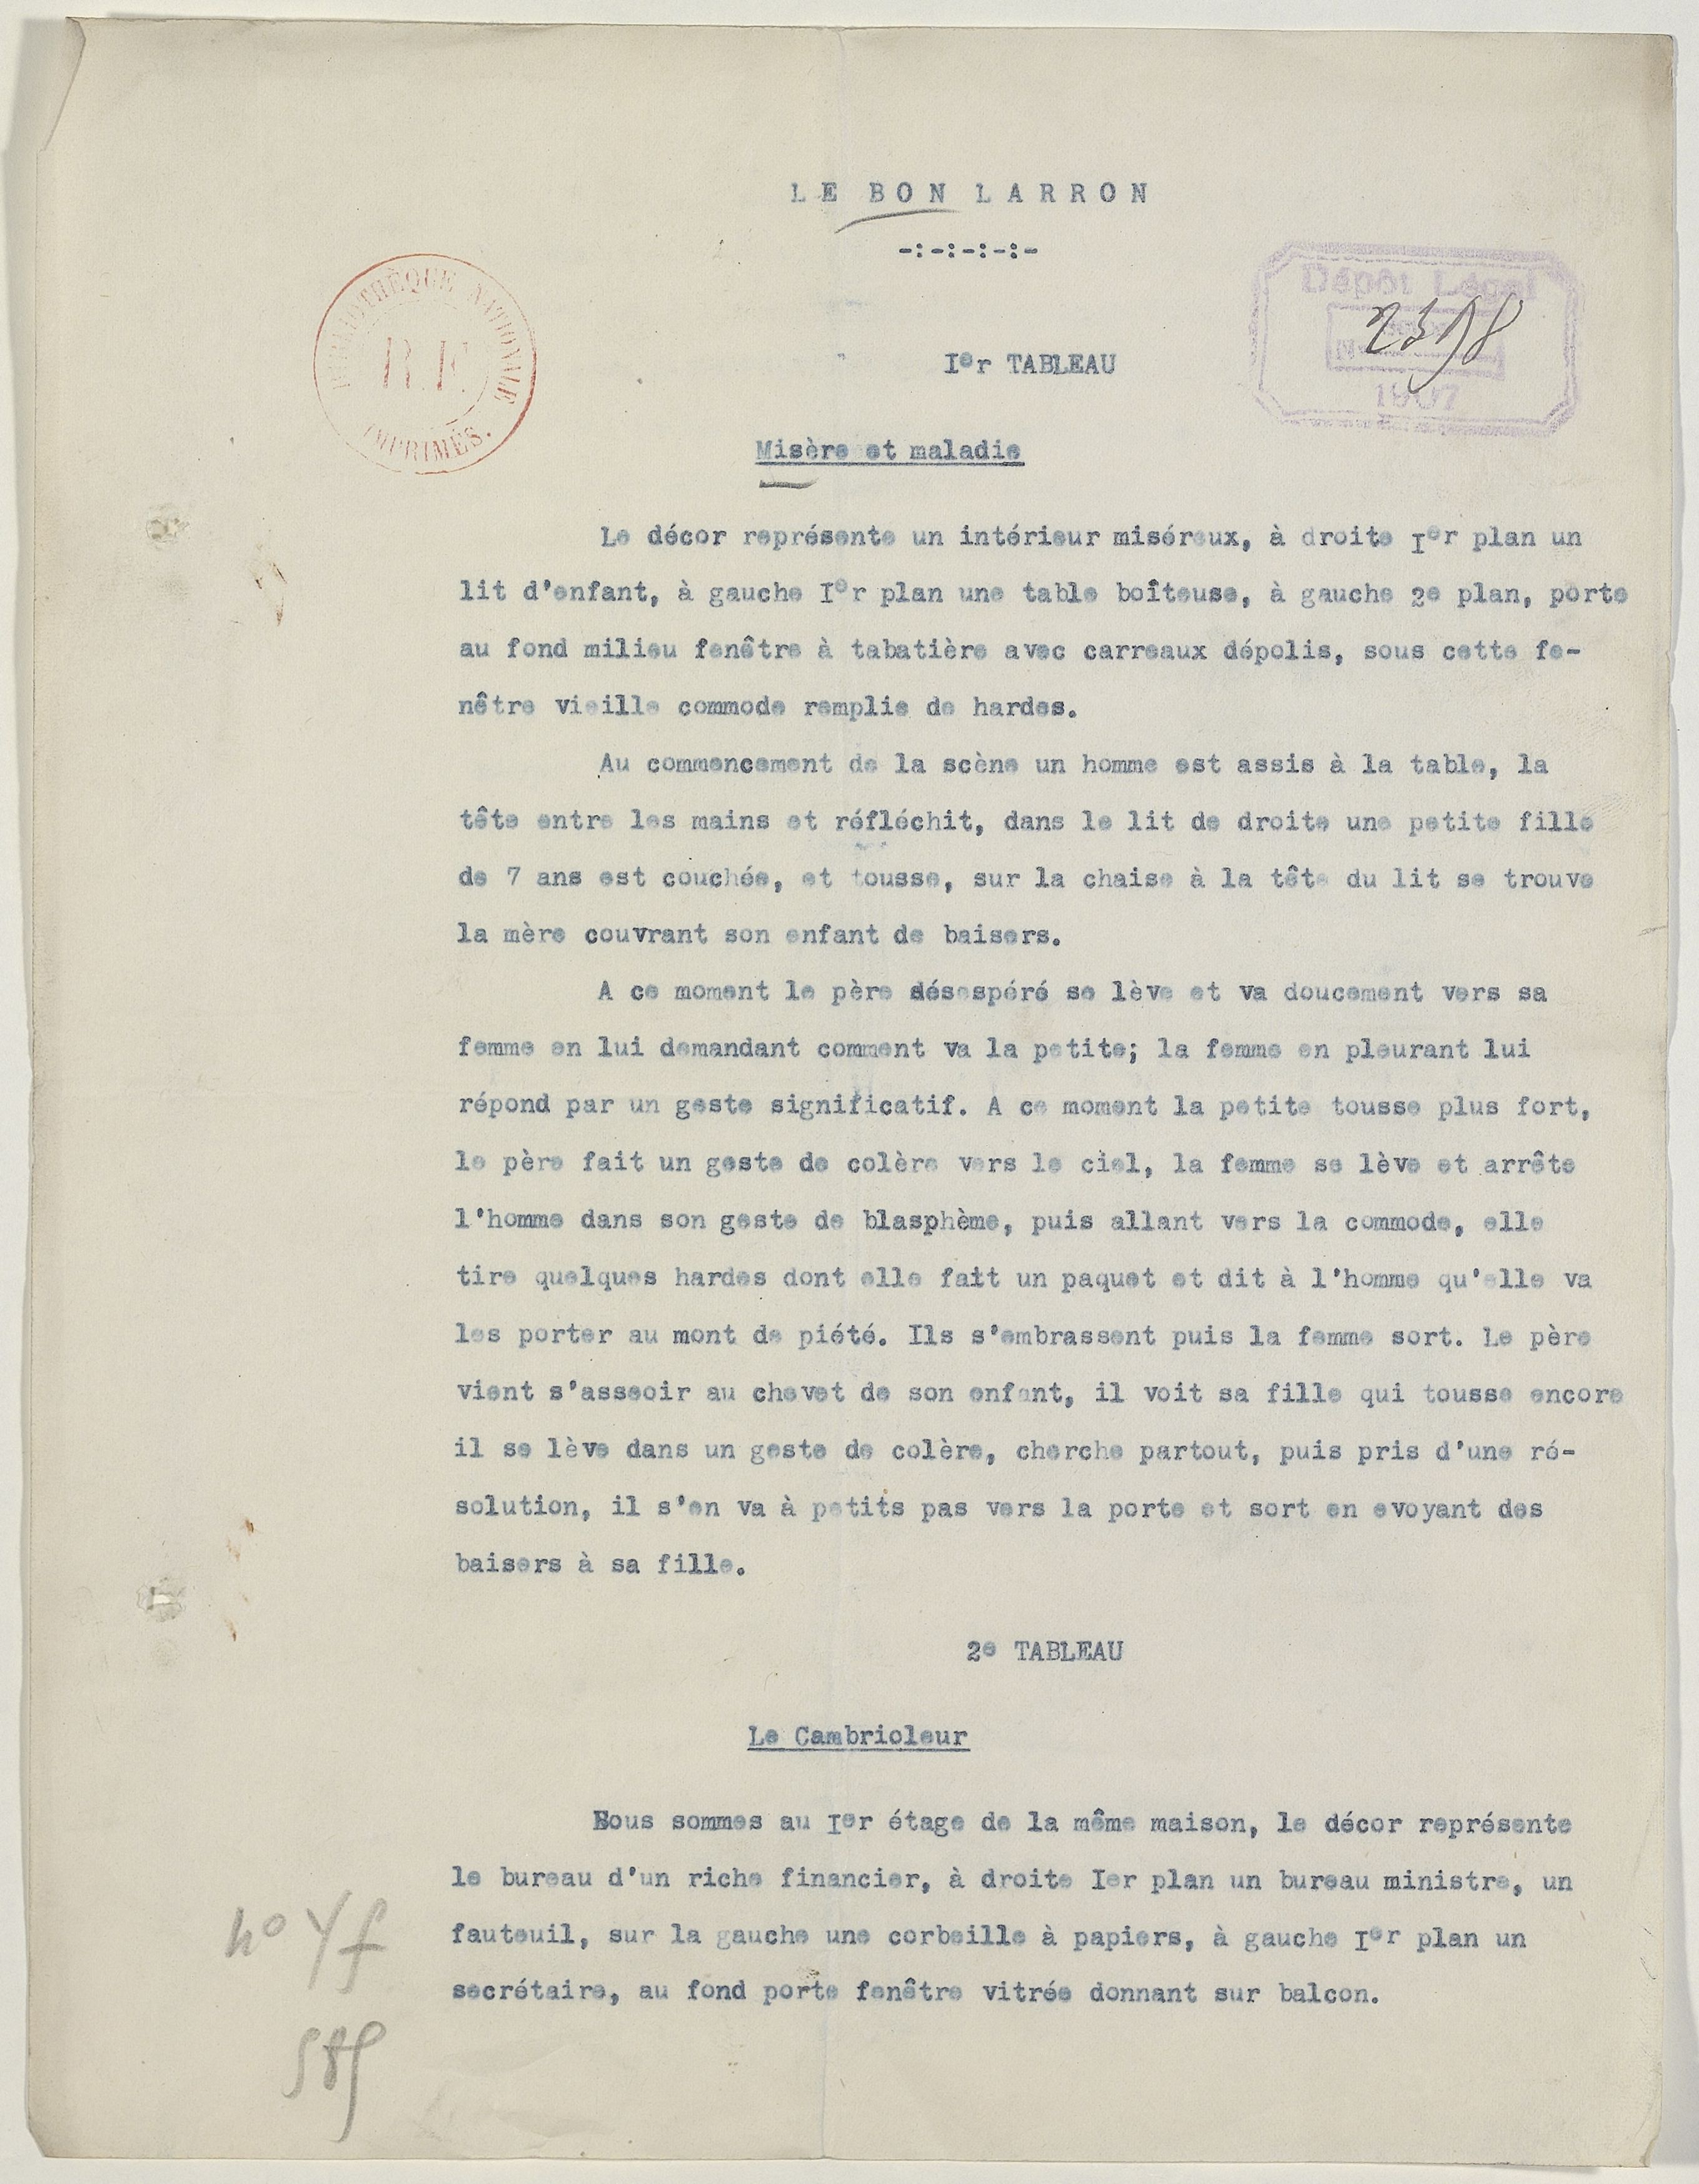 LE BON LARRON
-:-:-:-:-
BIBLIOTHÈQUE NATIONALE
R.F.
IMPRIMÉS.
Dépôt Légal
1907
Ier TABLEAU
Misère et maladie
Le décor représente un intérieur miséreux, à droite Ier plan un
lit d'enfant, à gauche Ier plan une table boîteuse, à gauche 2e plan, porte
au fond milieu fenêtre à tabatière avec carreaux dépolis, sous cette fe-
nêtre vieille commode remplie de hardes.
Au commencement de la scène un homme est assis à la table, la
tête entre les mains et réfléchit, dans le lit de droite une petite fille
de 7 ans est couchée, et tousse, sur la chaise à la tête du lit se trouve
la mère couvrant son enfant de baisers.
A ce moment le père désespéré se lève et va doucement vers sa
femme en lui demandant comment va la petite; la femme en pleurant lui
répond par un geste significatif. A ce moment la petite tousse plus fort,
le père fait un geste de colère vers le ciel, la femme se lève et arrête
l'homme dans son geste de blasphème, puis allant vers la commode, elle
tire quelques hardes dont elle fait un paquet et dit à l'homme qu'elle va
les porter au mont de piété. Ils s'embrassent puis la femme sort. Le père
vient s'asseoir au chevet de son enfant, il voit sa fille qui tousse encore
il se lève dans un geste de colère, cherche partout, puis pris d'une ré-
solution, il s'en va à petits pas vers la porte et sort en evoyant des
baisers à sa fille.
2e TABLEAU
Le Cambrioleur
Nous sommes au Ier étage de la même maison, le décor représente
le bureau d'un riche financier, à droite Ier plan un bureau ministre, un
fauteuil, sur la gauche une corbeille à papiers, à gauche Ier plan un
secrétaire, au fond porte fenêtre vitrée donnant sur balcon.